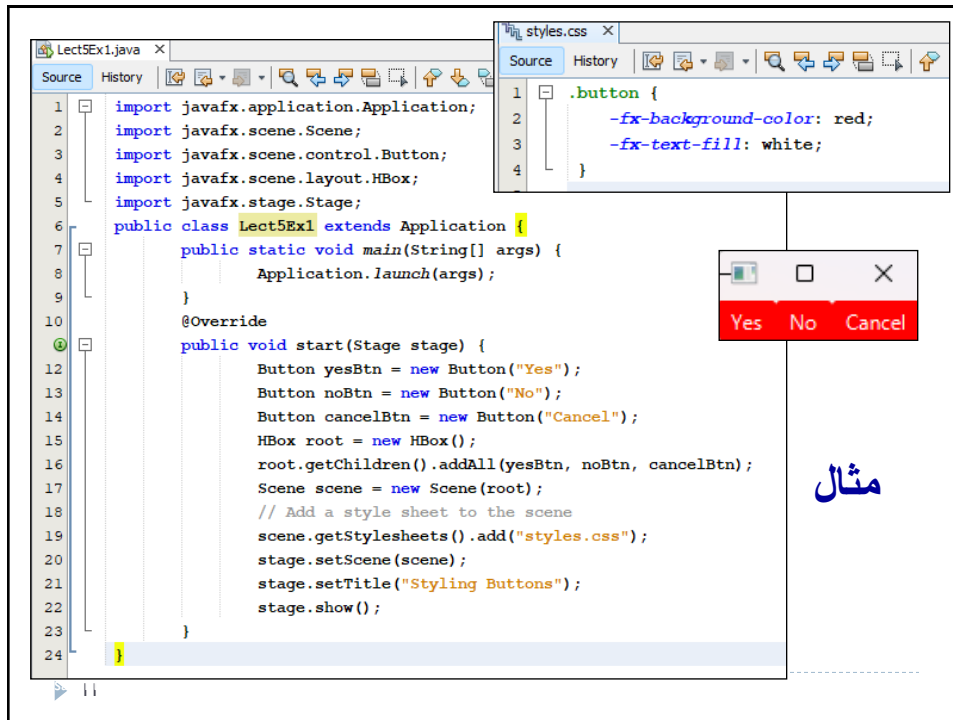 Lect5Ex1.java X
Source History
1 import javafx.application.Application;
2 import javafx.scene.Scene;
3 import javafx.scene.control.Button;
4 import javafx.scene.layout.HBox;
5 import javafx.stage.Stage;
6 public class Lect5Ex1 extends Application {
7 public static void main(String[] args) {
8 Application.launch(args);
9 }
10 @Override
public void start(Stage stage) {
12 Button yesBtn = new Button("Yes");
13 Button noBtn = new Button("No");
14 Button cancelBtn = new Button("Cancel");
15 HBox root = new HBox();
16 root.getChildren().addAll(yesBtn, noBtn, cancelBtn);
17 Scene scene = new Scene(root);
18 // Add a style sheet to the scene
19 scene.getStylesheets().add("styles.css");
20 stage.setScene(scene);
21 stage.setTitle("Styling Buttons");
22 stage.show();
23 }
24 }
styles.css X
Source History
1 .button {
2 -fx-background-color: red;
3 -fx-text-fill: white;
4 }
Yes No Cancel
مثال
11